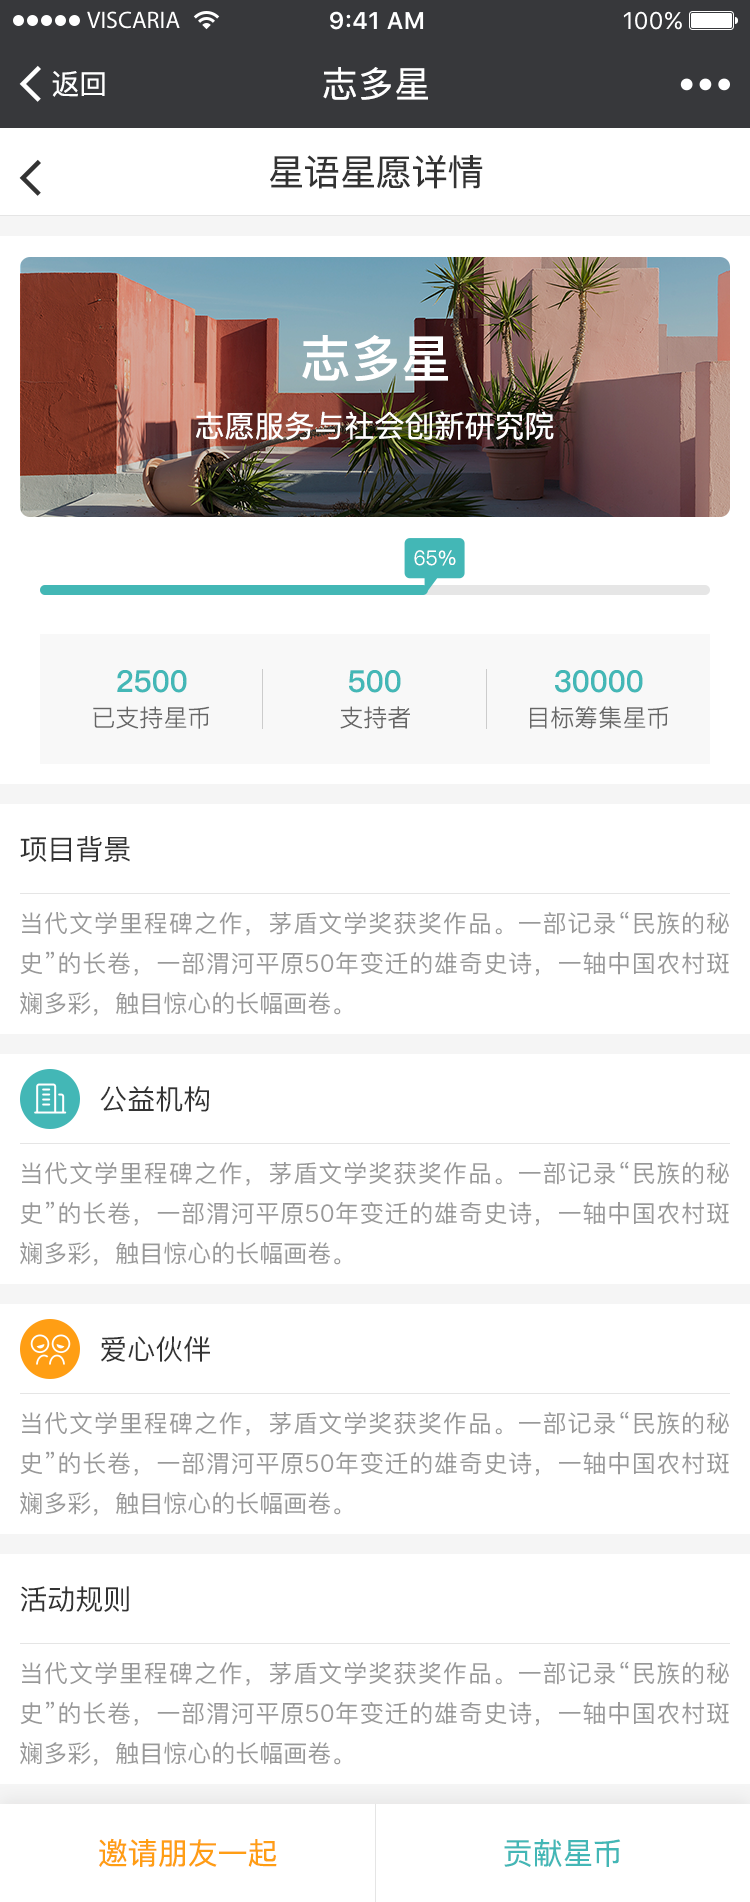 VISCARIA 9:41 AM 100%
返回 志多星
星语星愿详情
志多星
志愿服务与社会创新研究院
65%
2500 500 30000
已支持星币 支持者 目标筹集星币
项目背景
当代文学里程碑之作，茅盾文学奖获奖作品。一部记录“民族的秘
史”的长卷，一部渭河平原50年变迁的雄奇史诗，一轴中国农村斑
斓多彩，触目惊心的长幅画卷。
公益机构
当代文学里程碑之作，茅盾文学奖获奖作品。一部记录“民族的秘
史”的长卷，一部渭河平原50年变迁的雄奇史诗，一轴中国农村斑
斓多彩，触目惊心的长幅画卷。
爱心伙伴
当代文学里程碑之作，茅盾文学奖获奖作品。一部记录“民族的秘
史”的长卷，一部渭河平原50年变迁的雄奇史诗，一轴中国农村斑
斓多彩，触目惊心的长幅画卷。
活动规则
当代文学里程碑之作，茅盾文学奖获奖作品。一部记录“民族的秘
史”的长卷，一部渭河平原50年变迁的雄奇史诗，一轴中国农村斑
斓多彩，触目惊心的长幅画卷。
邀请朋友一起 贡献星币